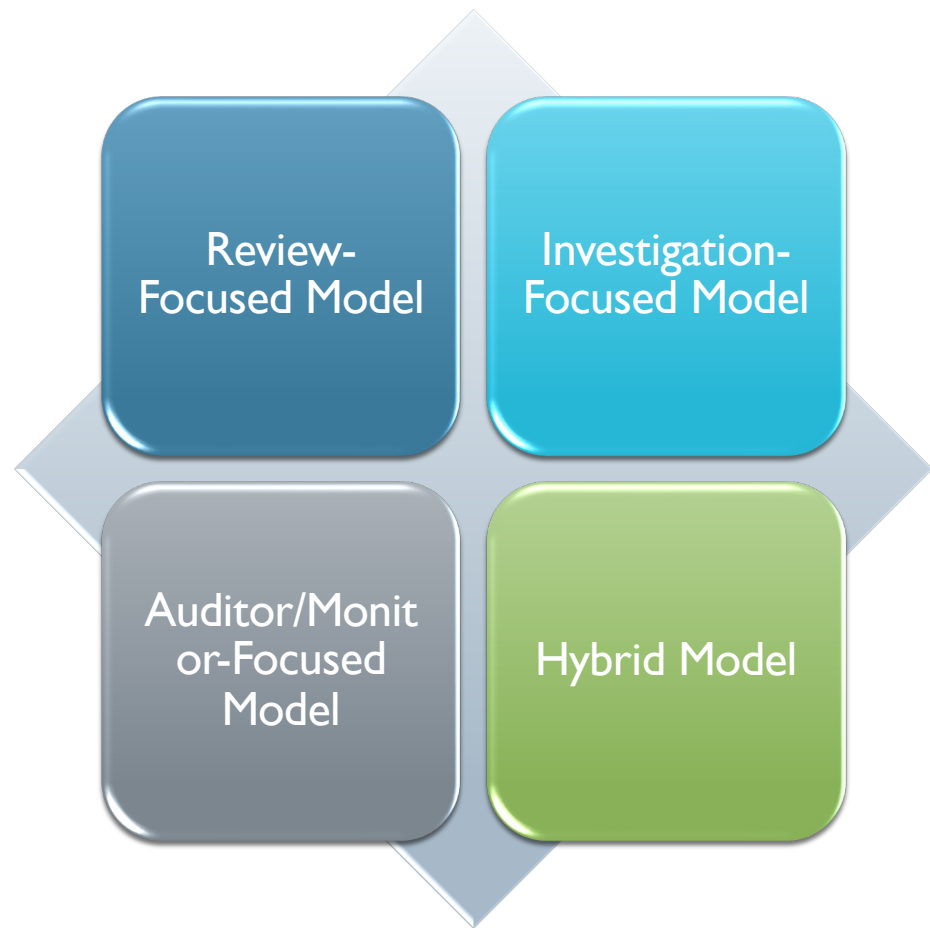 Review-
Focused Model
Investigation-
Focused Model
Auditor/Monit
or-Focused
Model
Hybrid Model